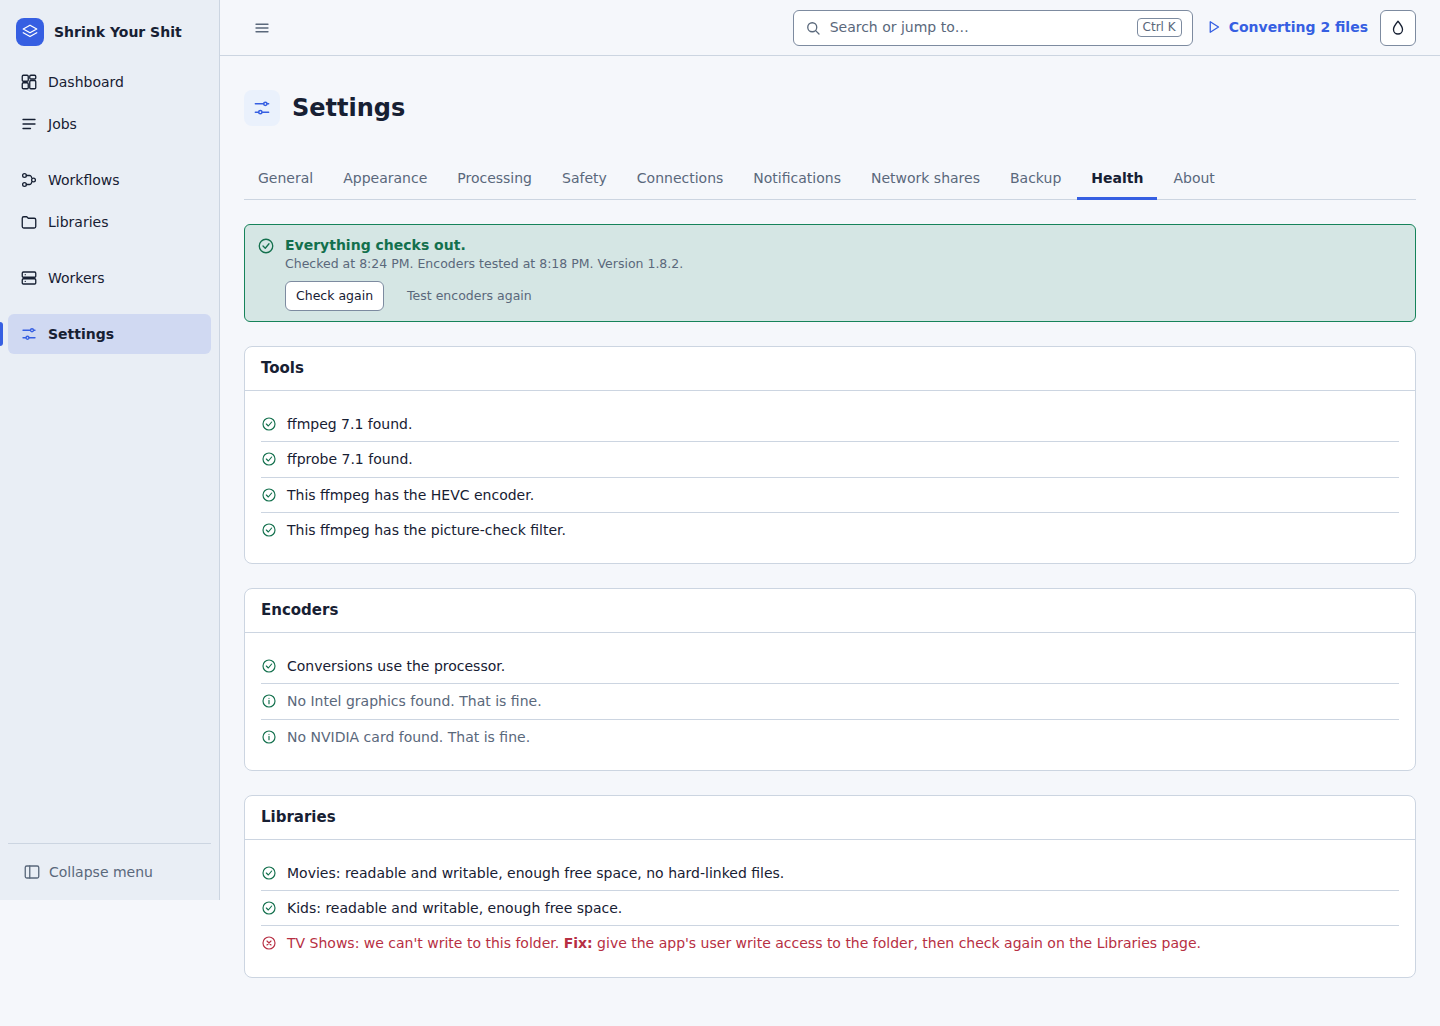 Shrink Your Shit
Search or jump to…
Ctrl K
Converting 2 files
Dashboard
Jobs
Workflows
Libraries
Workers
Settings
Collapse menu
Settings
General
Appearance
Processing
Safety
Connections
Notifications
Network shares
Backup
Health
About
Everything checks out.
Checked at 8:24 PM. Encoders tested at 8:18 PM. Version 1.8.2.
Check again
Test encoders again
Tools
ffmpeg 7.1 found.
ffprobe 7.1 found.
This ffmpeg has the HEVC encoder.
This ffmpeg has the picture-check filter.
Encoders
Conversions use the processor.
No Intel graphics found. That is fine.
No NVIDIA card found. That is fine.
Libraries
Movies: readable and writable, enough free space, no hard-linked files.
Kids: readable and writable, enough free space.
TV Shows: we can't write to this folder. Fix: give the app's user write access to the folder, then check again on the Libraries page.